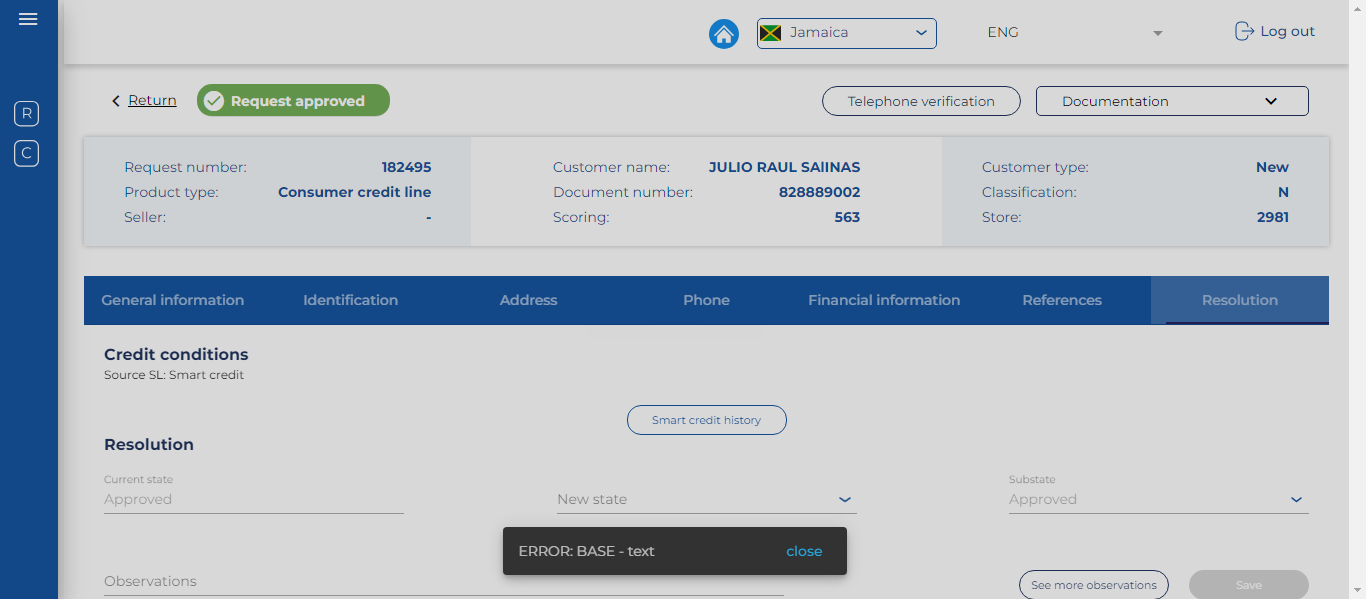 Jamaica
ENG
Log out
R
C
Return
Request approved
Telephone verification
Documentation
Request number: 182495
Product type: Consumer credit line
Seller: -
Customer name: JULIO RAUL SAlINAS
Document number: 828889002
Scoring: 563
Customer type: New
Classification: N
Store: 2981
General information Identification Address Phone Financial information References Resolution
Credit conditions
Source SL: Smart credit
Smart credit history
Resolution
Current state
Approved
New state
Substate
Approved
ERROR: BASE - text close
Observations
See more observations
Save